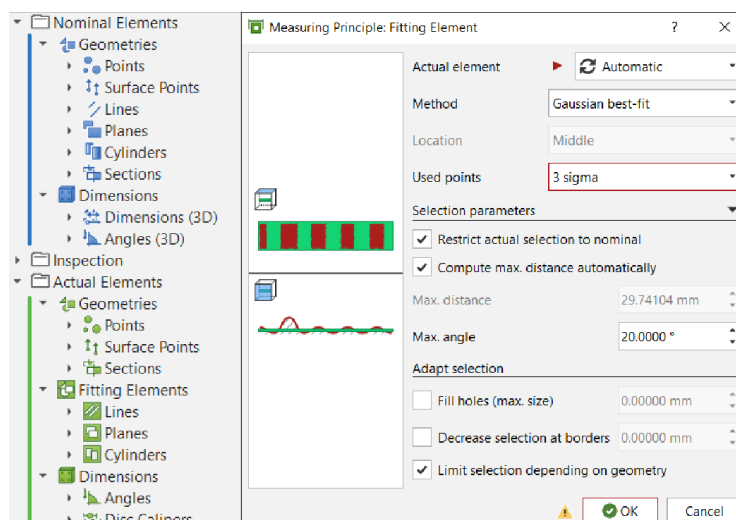 Nominal Elements
Geometries
Points
Surface Points
Lines
Planes
Cylinders
Sections
Dimensions
Dimensions (3D)
Angles (3D)
Inspection
Actual Elements
Geometries
Points
Surface Points
Sections
Fitting Elements
Lines
Planes
Cylinders
Dimensions
Angles
Disc Calipers
Measuring Principle: Fitting Element ?
Actual element Automatic
Method Gaussian best-fit
Location Middle
Used points 3 sigma
Selection parameters
Restrict actual selection to nominal
Compute max. distance automatically
Max. distance 29.74104 mm
Max. angle 20.0000 °
Adapt selection
Fill holes (max. size) 0.00000 mm
Decrease selection at borders 0.00000 mm
Limit selection depending on geometry
OK Cancel